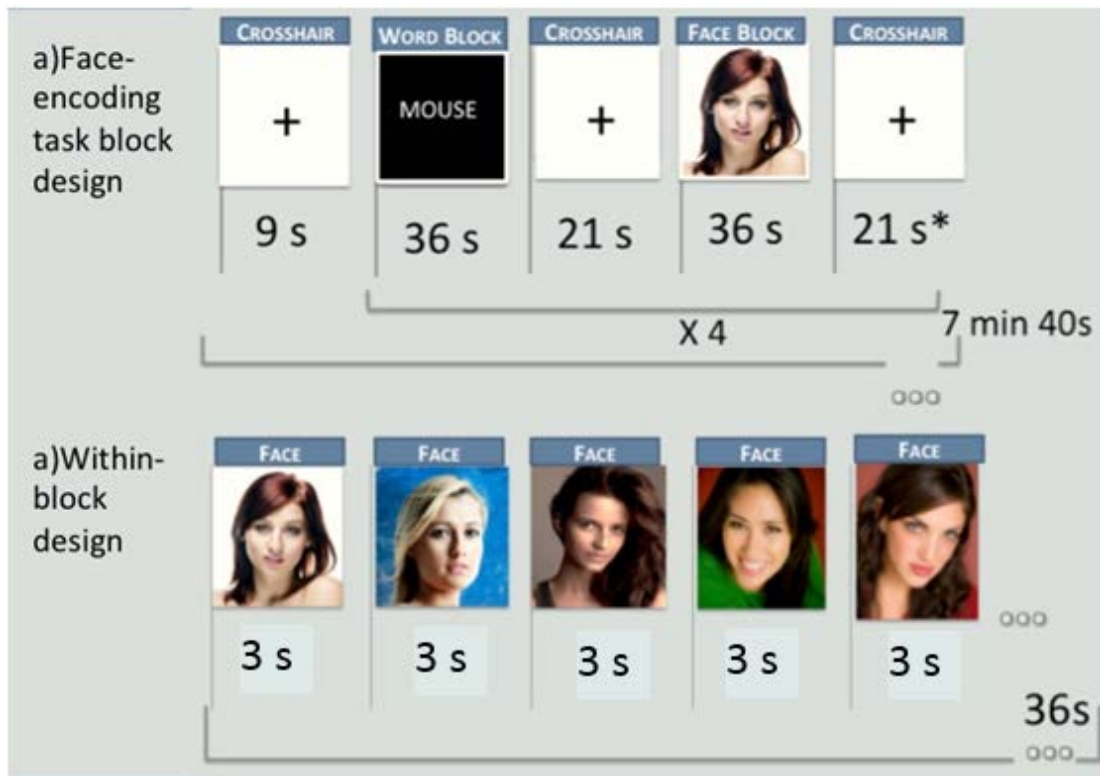 a)Face-
encoding
task block
design
CROSSHAIR
WORD BLOCK
CROSSHAIR
FACE BLOCK
CROSSHAIR
+
MOUSE
+
+
9 s
36 s
21 s
36 s
21 s*
X 4
7 min 40s
a)Within-
block
design
FACE
FACE
FACE
FACE
FACE
3 s
3 s
3 s
3 s
3 s
36s